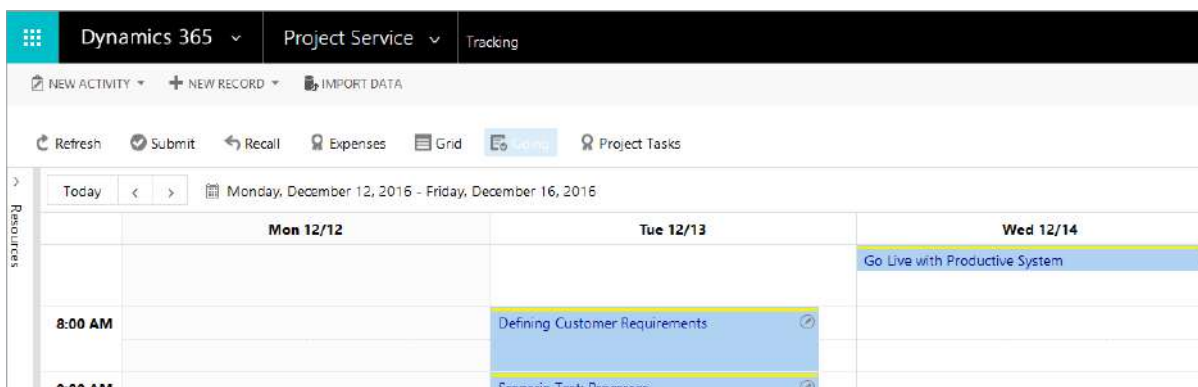 Dynamics 365 Project Service Tracking
NEW ACTIVITY NEW RECORD IMPORT DATA
Refresh Submit Recall Expenses Grid Project Tasks
Today Monday, December 12, 2016 - Friday, December 16, 2016
Resources
Mon 12/12 Tue 12/13 Wed 12/14
Go Live with Productive System
8:00 AM Defining Customer Requirements